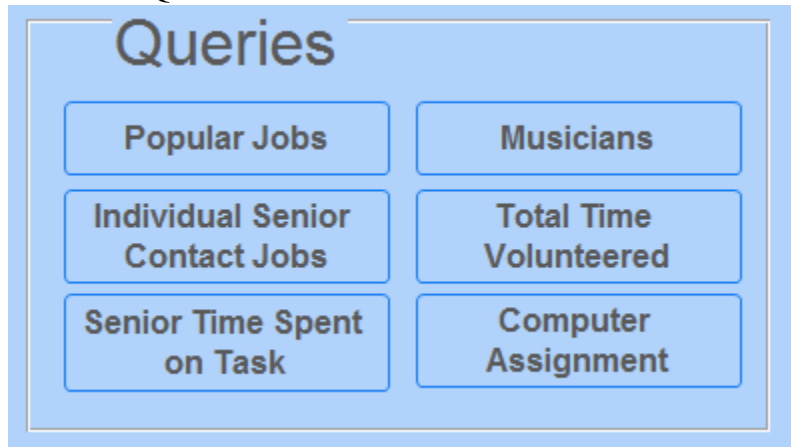 Queries
Popular Jobs
Musicians
Individual Senior
Contact Jobs
Total Time
Volunteered
Senior Time Spent
on Task
Computer
Assignment